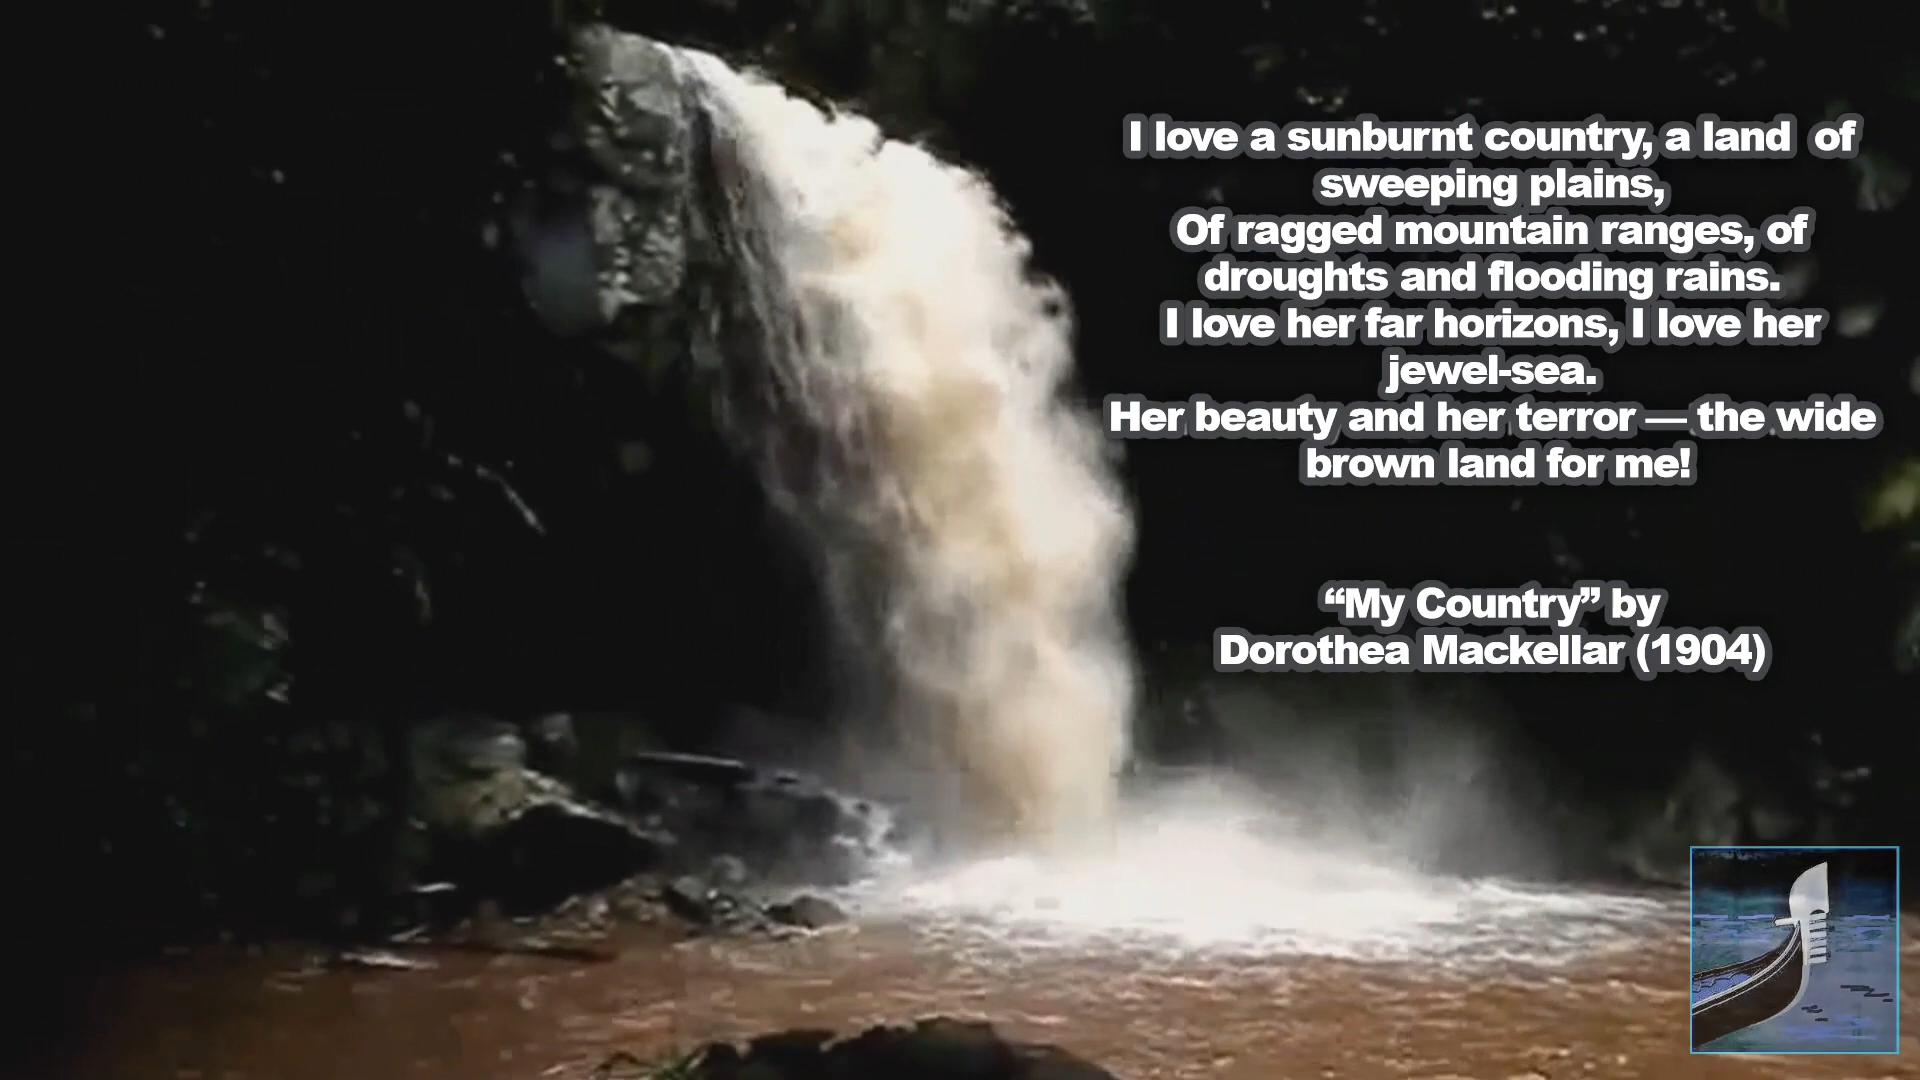 I love a sunburnt country, a land  of
sweeping plains,
Of ragged mountain ranges, of
droughts and flooding rains.
I love her far horizons, I love her
jewel-sea.
Her beauty and her terror — the wide
brown land for me!
“My Country” by
Dorothea Mackellar (1904)